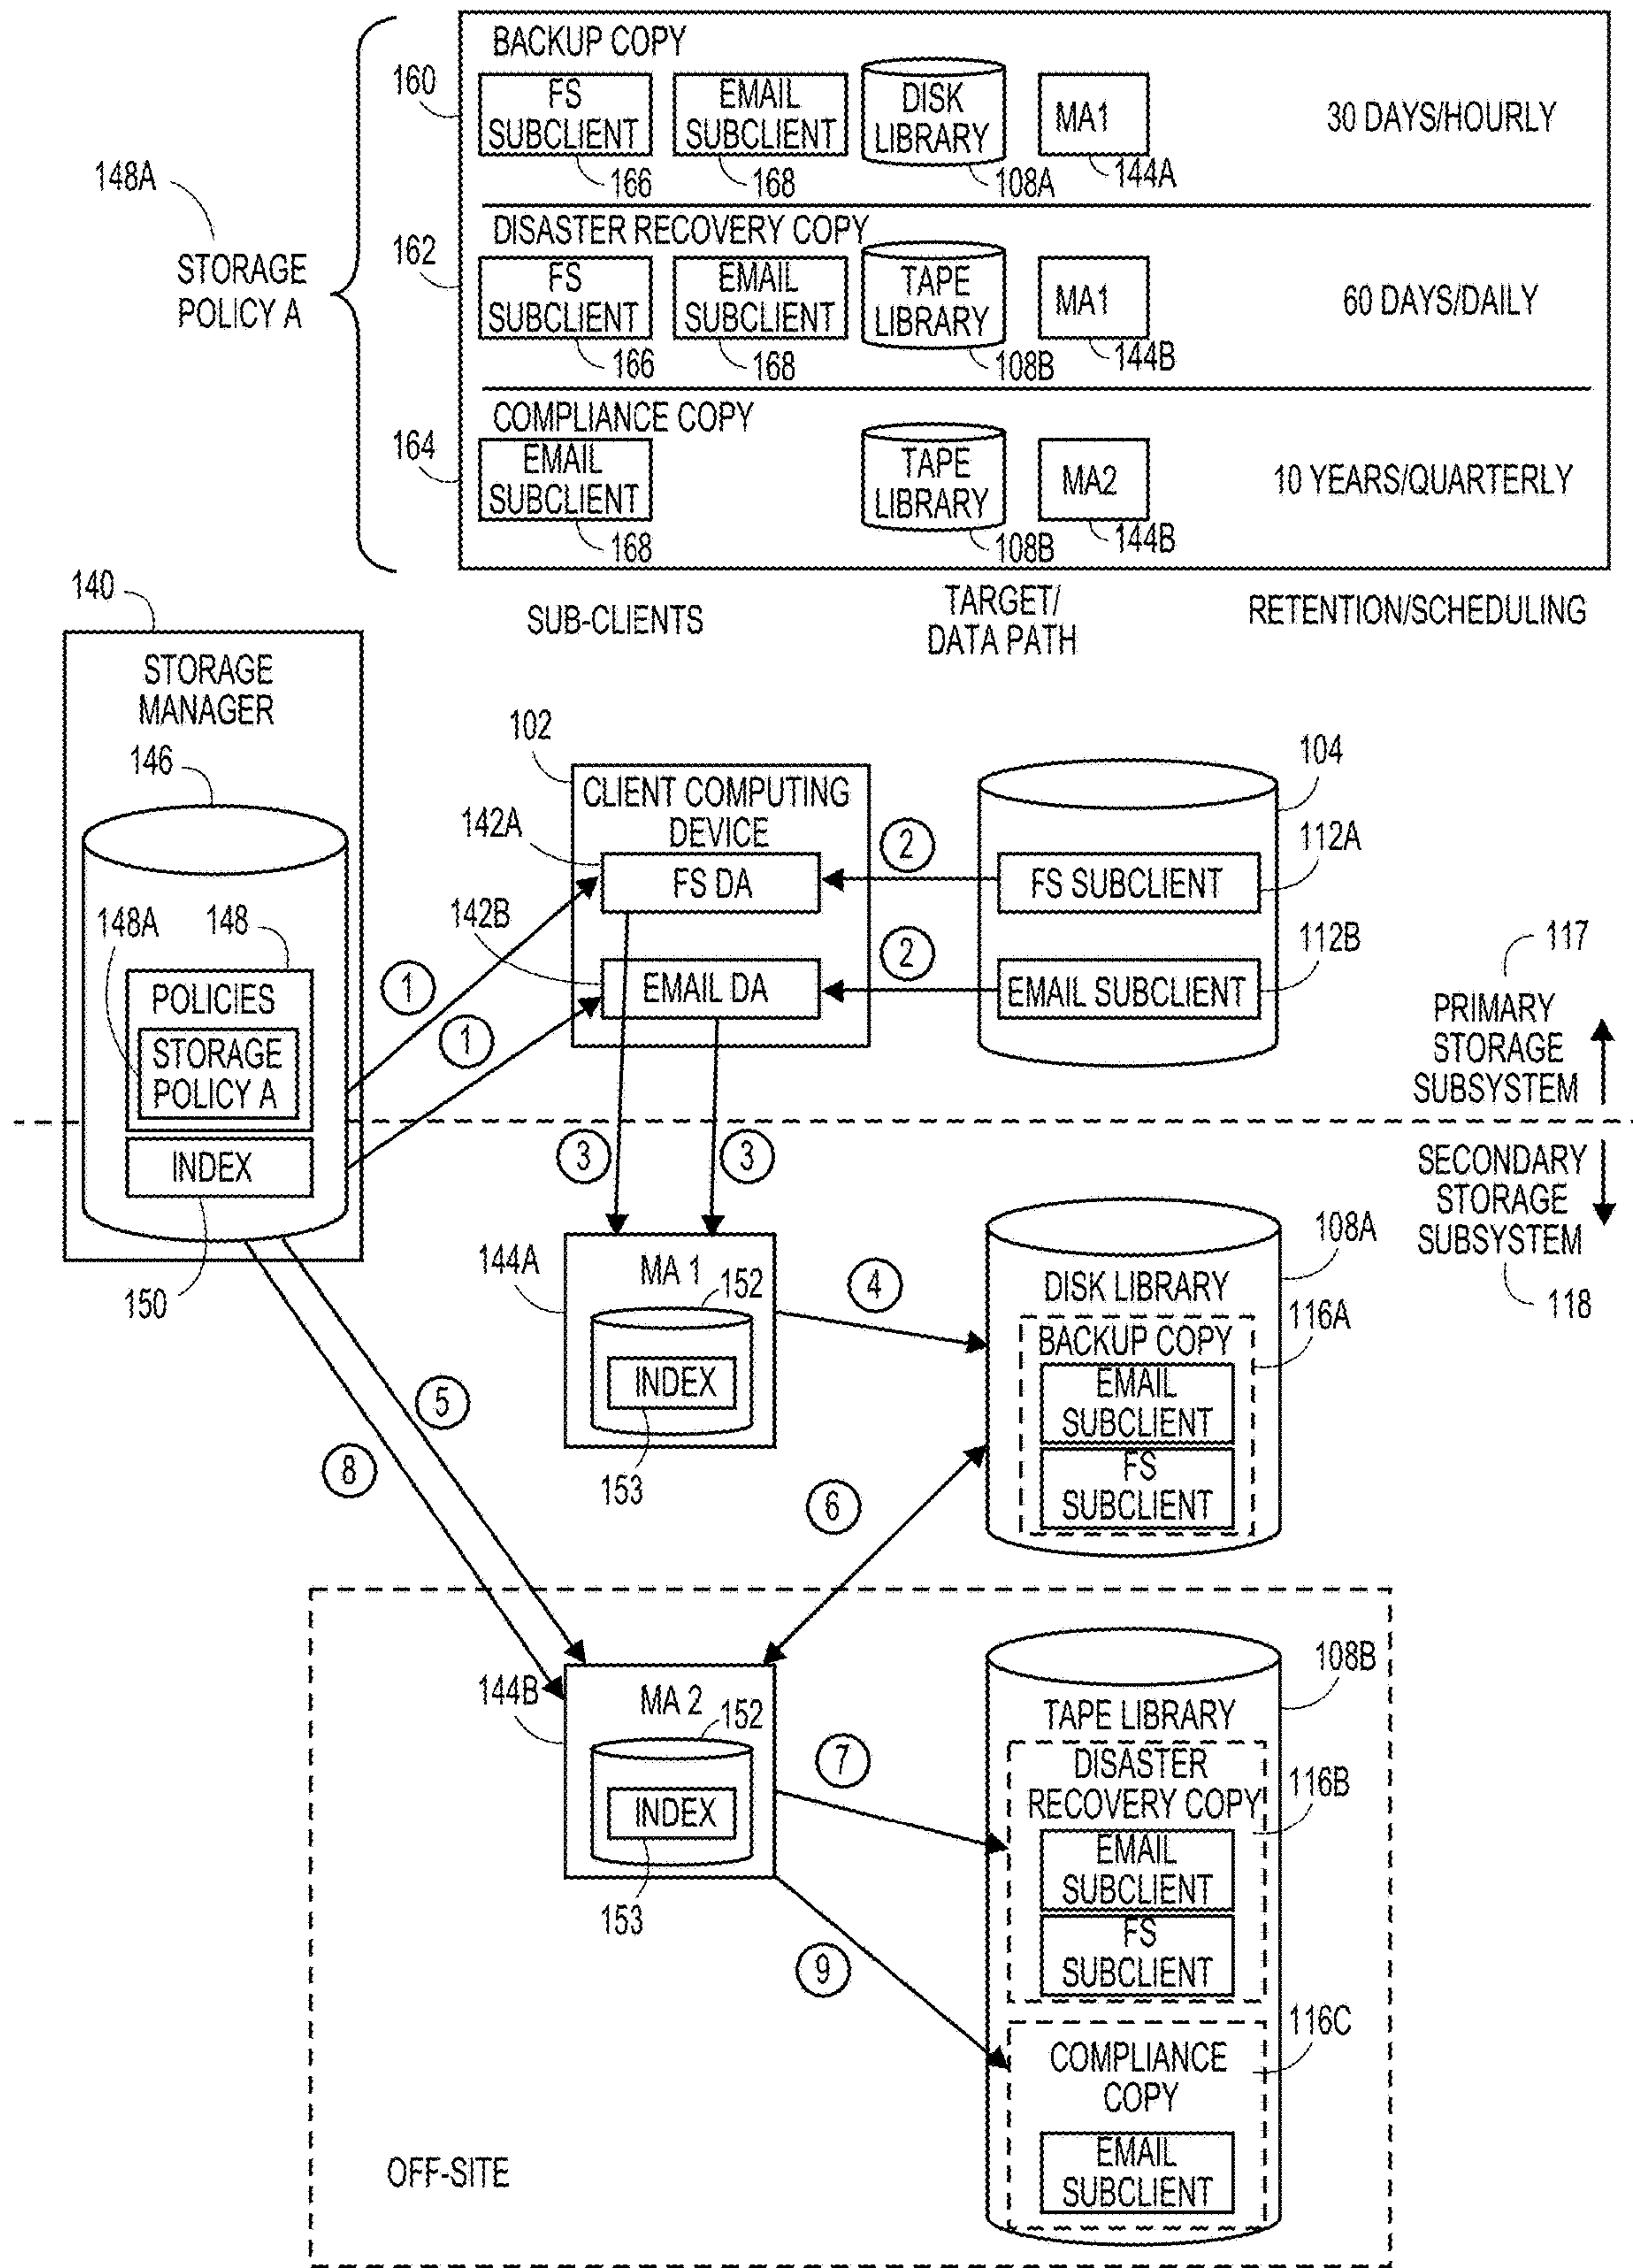 BACKUP COPY
160
FS
SUBCLIENT
166
EMAIL
SUBCLIENT
168
DISK
LIBRARY
108A
MA1
144A
30 DAYS/HOURLY
148A
STORAGE
POLICY A
DISASTER RECOVERY COPY
162
FS
SUBCLIENT
166
EMAIL
SUBCLIENT
168
TAPE
LIBRARY
108B
MA1
144B
60 DAYS/DAILY
COMPLIANCE COPY
164
EMAIL
SUBCLIENT
168
TAPE
LIBRARY
108B
MA2
144B
10 YEARS/QUARTERLY
SUB-CLIENTS
TARGET/
DATA PATH
RETENTION/SCHEDULING
140
STORAGE
MANAGER
146
148A
148
POLICIES
STORAGE
POLICY A
INDEX
150
102
CLIENT COMPUTING
DEVICE
142A
FS DA
142B
EMAIL DA
104
112A
FS SUBCLIENT
112B
EMAIL SUBCLIENT
1
1
2
2
117
PRIMARY
STORAGE
SUBSYSTEM
SECONDARY
STORAGE
SUBSYSTEM
118
3
3
144A
MA 1
152
INDEX
153
4
108A
DISK LIBRARY
116A
BACKUP COPY
EMAIL
SUBCLIENT
FS
SUBCLIENT
5
8
6
144B
MA 2
152
INDEX
153
7
9
108B
TAPE LIBRARY
DISASTER
RECOVERY COPY
116B
EMAIL
SUBCLIENT
FS
SUBCLIENT
116C
COMPLIANCE
COPY
EMAIL
SUBCLIENT
OFF-SITE